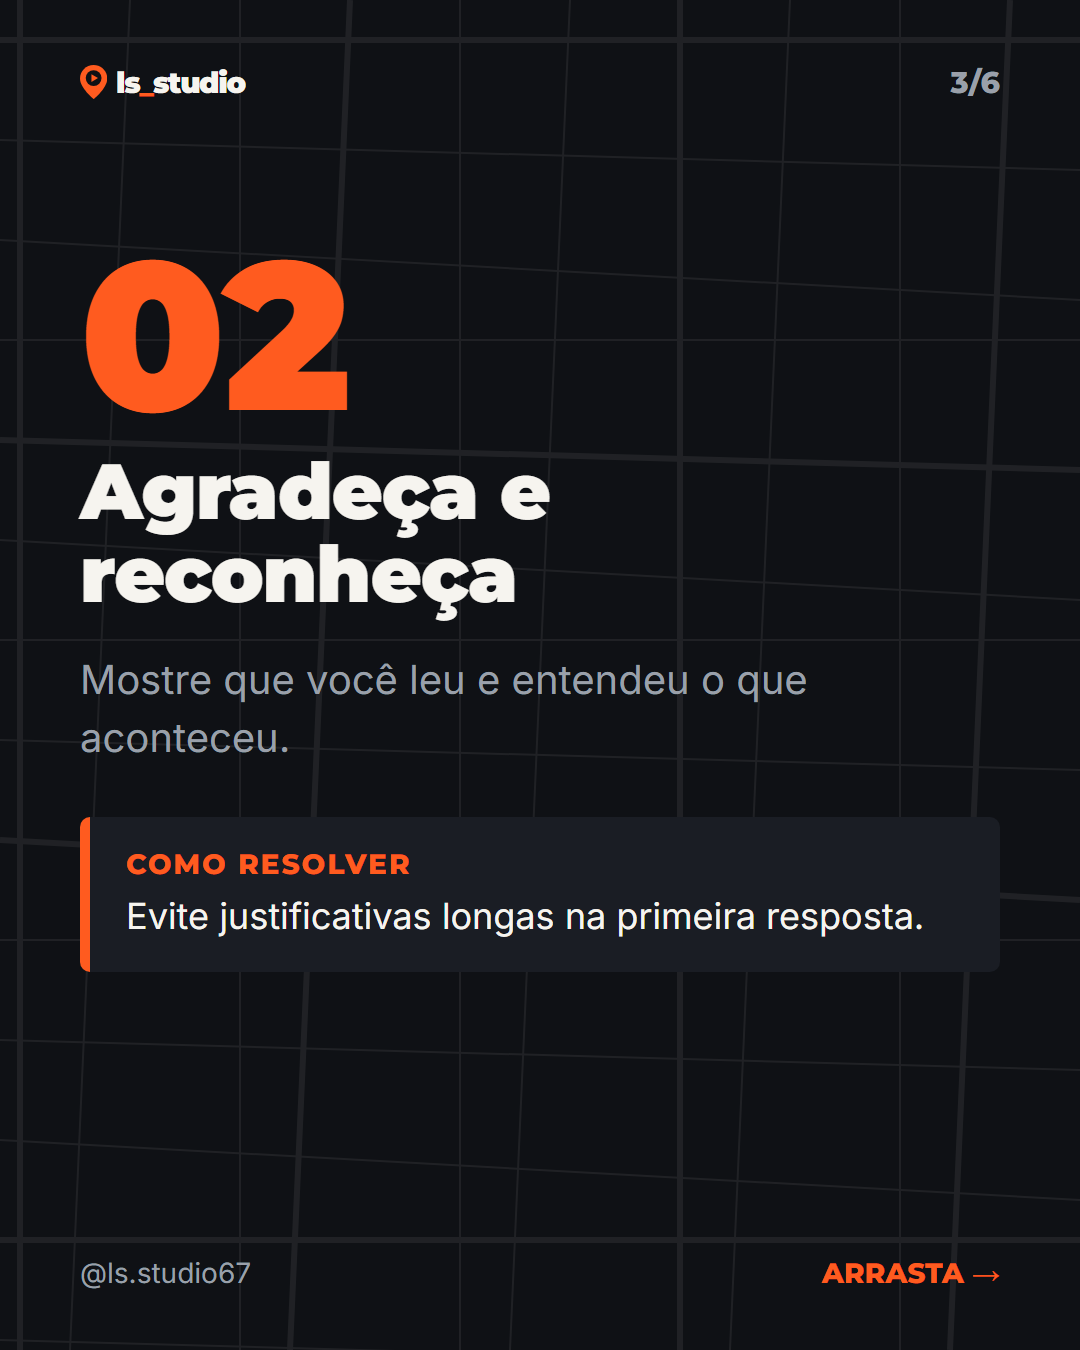 ls_studio
3/6
02
Agradeça e
reconheça
Mostre que você leu e entendeu o que
aconteceu.
COMO RESOLVER
Evite justificativas longas na primeira resposta.
@ls.studio67
ARRASTA →